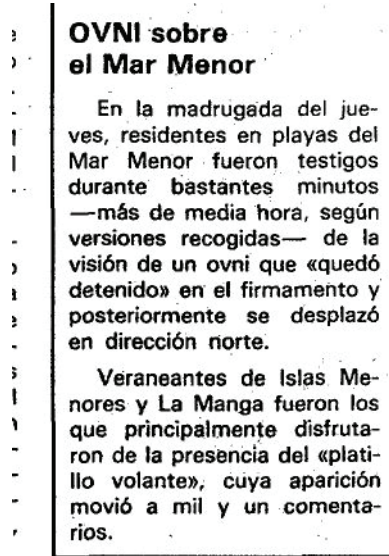 OVNI sobre
el Mar Menor
En la madrugada del jue-
ves, residentes en playas del
Mar Menor fueron testigos
durante bastantes minutos
—más de media hora, según
versiones recogidas— de la
visión de un ovni que «quedó
detenido» en el firmamento y
posteriormente se desplazó
en dirección norte.
Veraneantes de Islas Me-
nores y La Manga fueron los
que principalmente disfruta-
ron de la presencia del «plati-
llo volante», cuya aparición
movió a mil y un comenta-
rios.